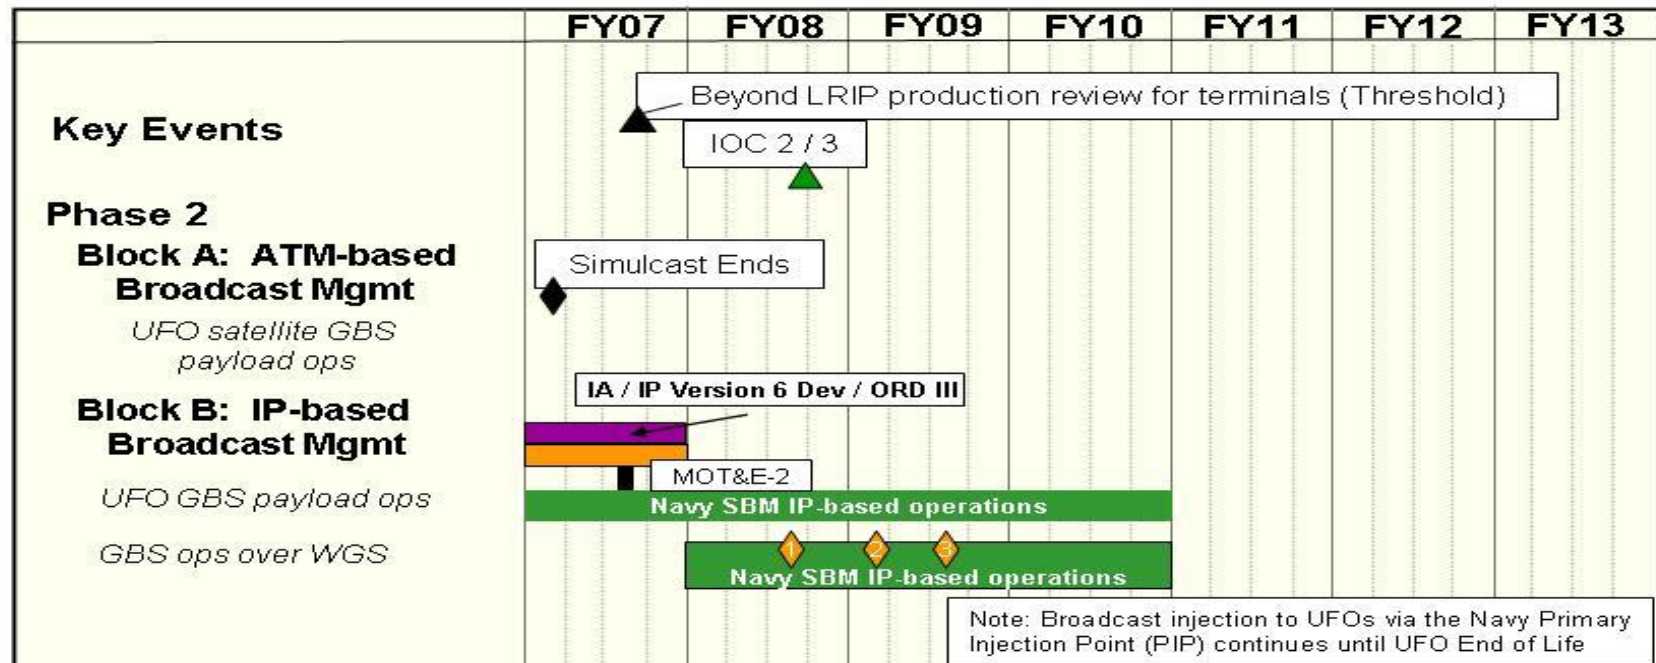 FY07 FY08 FY09 FY10 FY11 FY12 FY13
Beyond LRIP production review for terminals (Threshold)
Key Events
IOC 2 / 3
Phase 2
Block A: ATM-based
Broadcast Mgmt
Simulcast Ends
UFO satellite GBS
payload ops
IA / IP Version 6 Dev / ORD III
Block B: IP-based
Broadcast Mgmt
MOT&E-2
UFO GBS payload ops
Navy SBM IP-based operations
GBS ops over WGS
1 2 3
Navy SBM IP-based operations
Note: Broadcast injection to UFOs via the Navy Primary
Injection Point (PIP) continues until UFO End of Life